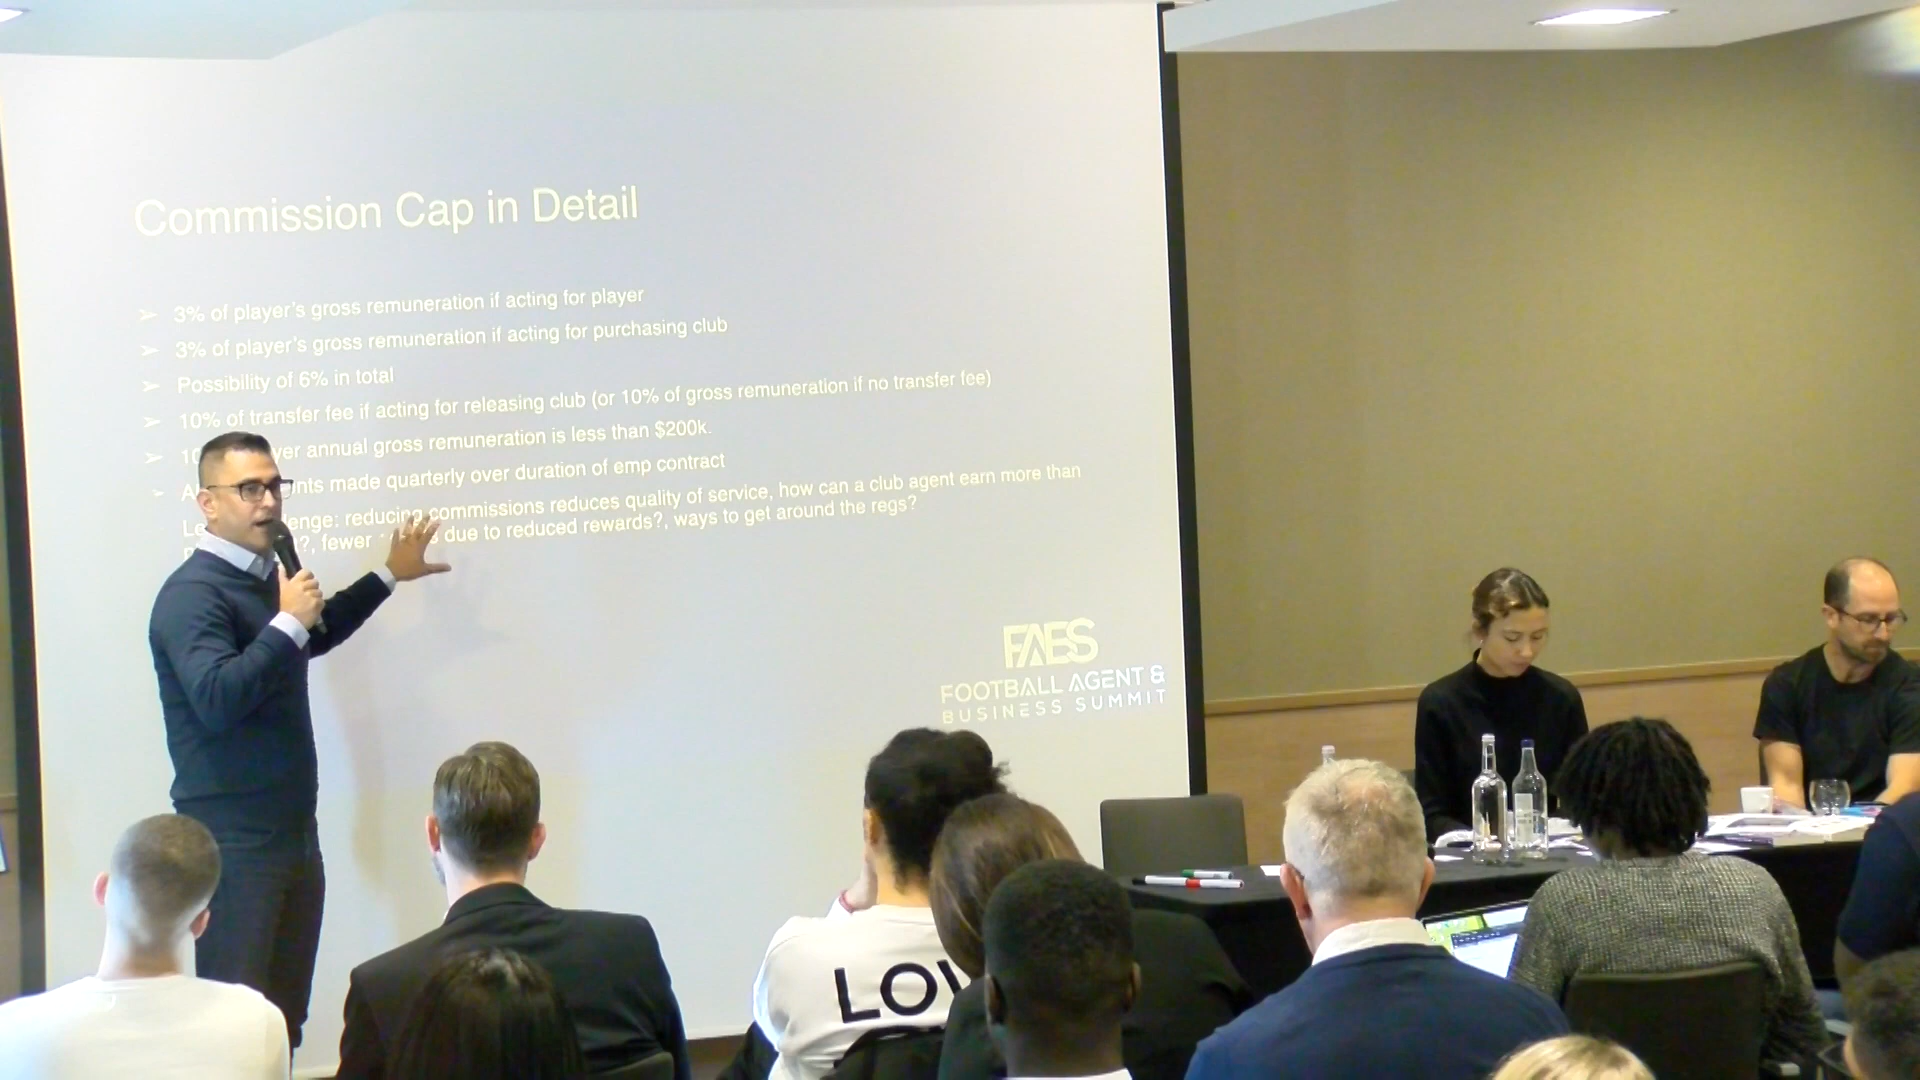 Commission Cap in Detail
➢ 3% of player's gross remuneration if acting for player
➢ 3% of player's gross remuneration if acting for purchasing club
➢ Possibility of 6% in total
➢ 10% of transfer fee if acting for releasing club (or 10% of gross remuneration if no transfer fee)
➢ annual gross remuneration is less than $200k.
➢ made quarterly over duration of emp contract
reducing commissions reduces quality of service, how can a club agent earn more than
fewer due to reduced rewards?, ways to get around the regs?
FAES
FOOTBALL AGENT &
BUSINESS SUMMIT